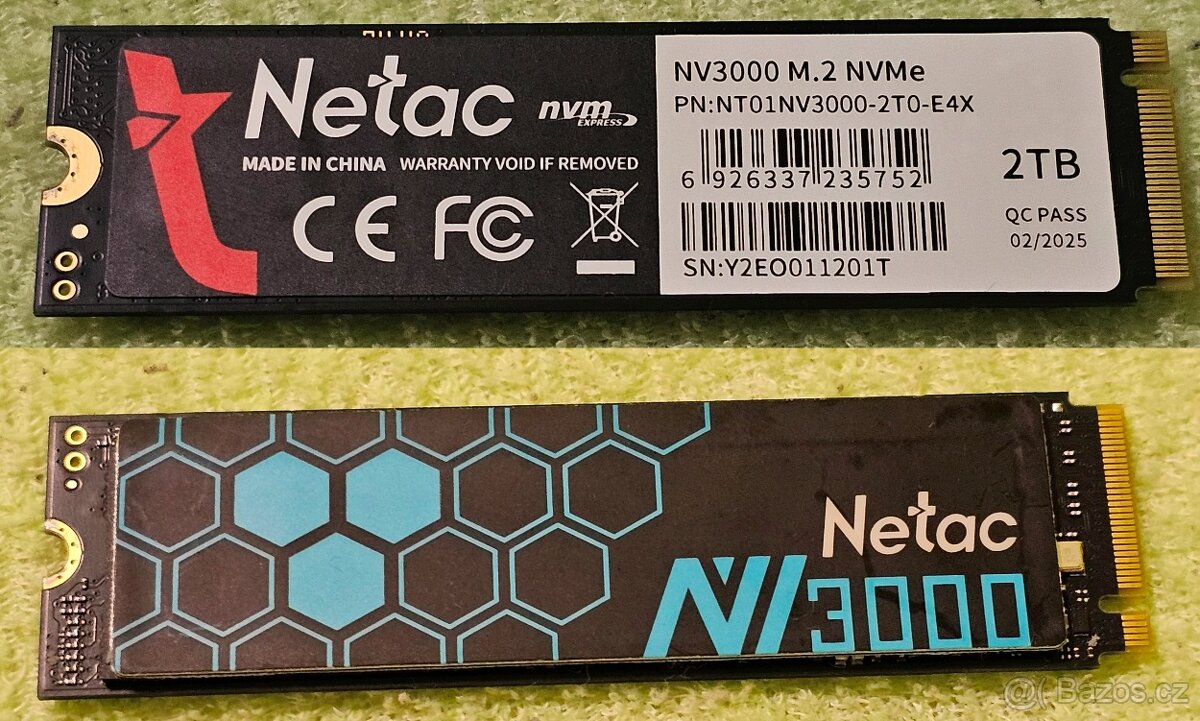 Netac nvm EXPRESS
MADE IN CHINA WARRANTY VOID IF REMOVED
CE FC
NV3000 M.2 NVMe
PN:NT01NV3000-2T0-E4X
6 926337 235752
2TB
QC PASS
02/2025
SN:Y2EO011201T
Netac
NV3000
@( Bazos.cz